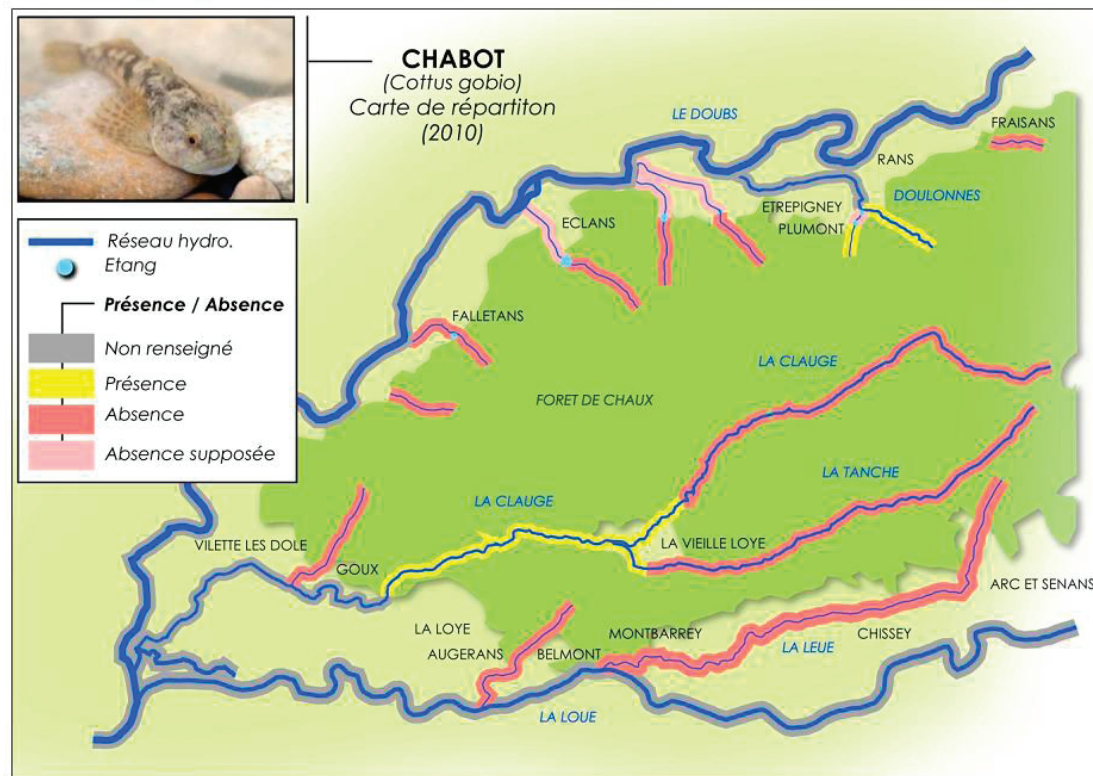 CHABOT
(Cottus gobio)
Carte de répartiton
(2010)
Réseau hydro.
Etang
Présence / Absence
Non renseigné
Présence
Absence
Absence supposée
LE DOUBS
FRAISANS
RANS
DOULONNES
ETREPIGNEY
PLUMONT
ECLANS
FALLETANS
LA CLAUGE
FORET DE CHAUX
LA TANCHE
LA CLAUGE
LA VIEILLE LOYE
VILETTE LES DOLE
GOUX
ARC ET SENANS
LA LOYE
MONTBARREY
CHISSEY
AUGERANS
BELMONT
LA LEUE
LA LOUE